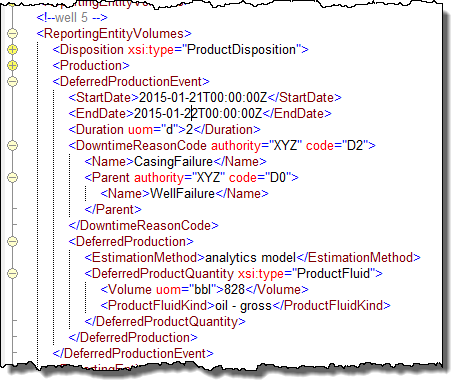 <!--well 5 -->
<ReportingEntityVolumes>
<Disposition xsi:type="ProductDisposition">
<Production>
<DeferredProductionEvent>
<StartDate>2015-01-21T00:00:00Z</StartDate>
<EndDate>2015-01-22T00:00:00Z</EndDate>
<Duration uom="d">2</Duration>
<DowntimeReasonCode authority="XYZ" code="D2">
<Name>CasingFailure</Name>
<Parent authority="XYZ" code="D0">
<Name>WellFailure</Name>
</Parent>
</DowntimeReasonCode>
<DeferredProduction>
<EstimationMethod>analytics model</EstimationMethod>
<DeferredProductQuantity xsi:type="ProductFluid">
<Volume uom="bbl">828</Volume>
<ProductFluidKind>oil - gross</ProductFluidKind>
</DeferredProductQuantity>
</DeferredProduction>
</DeferredProductionEvent>